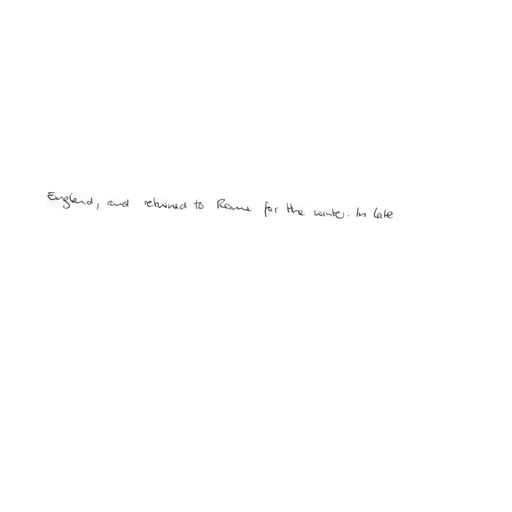 England, and returned to Rome for the winter. In late